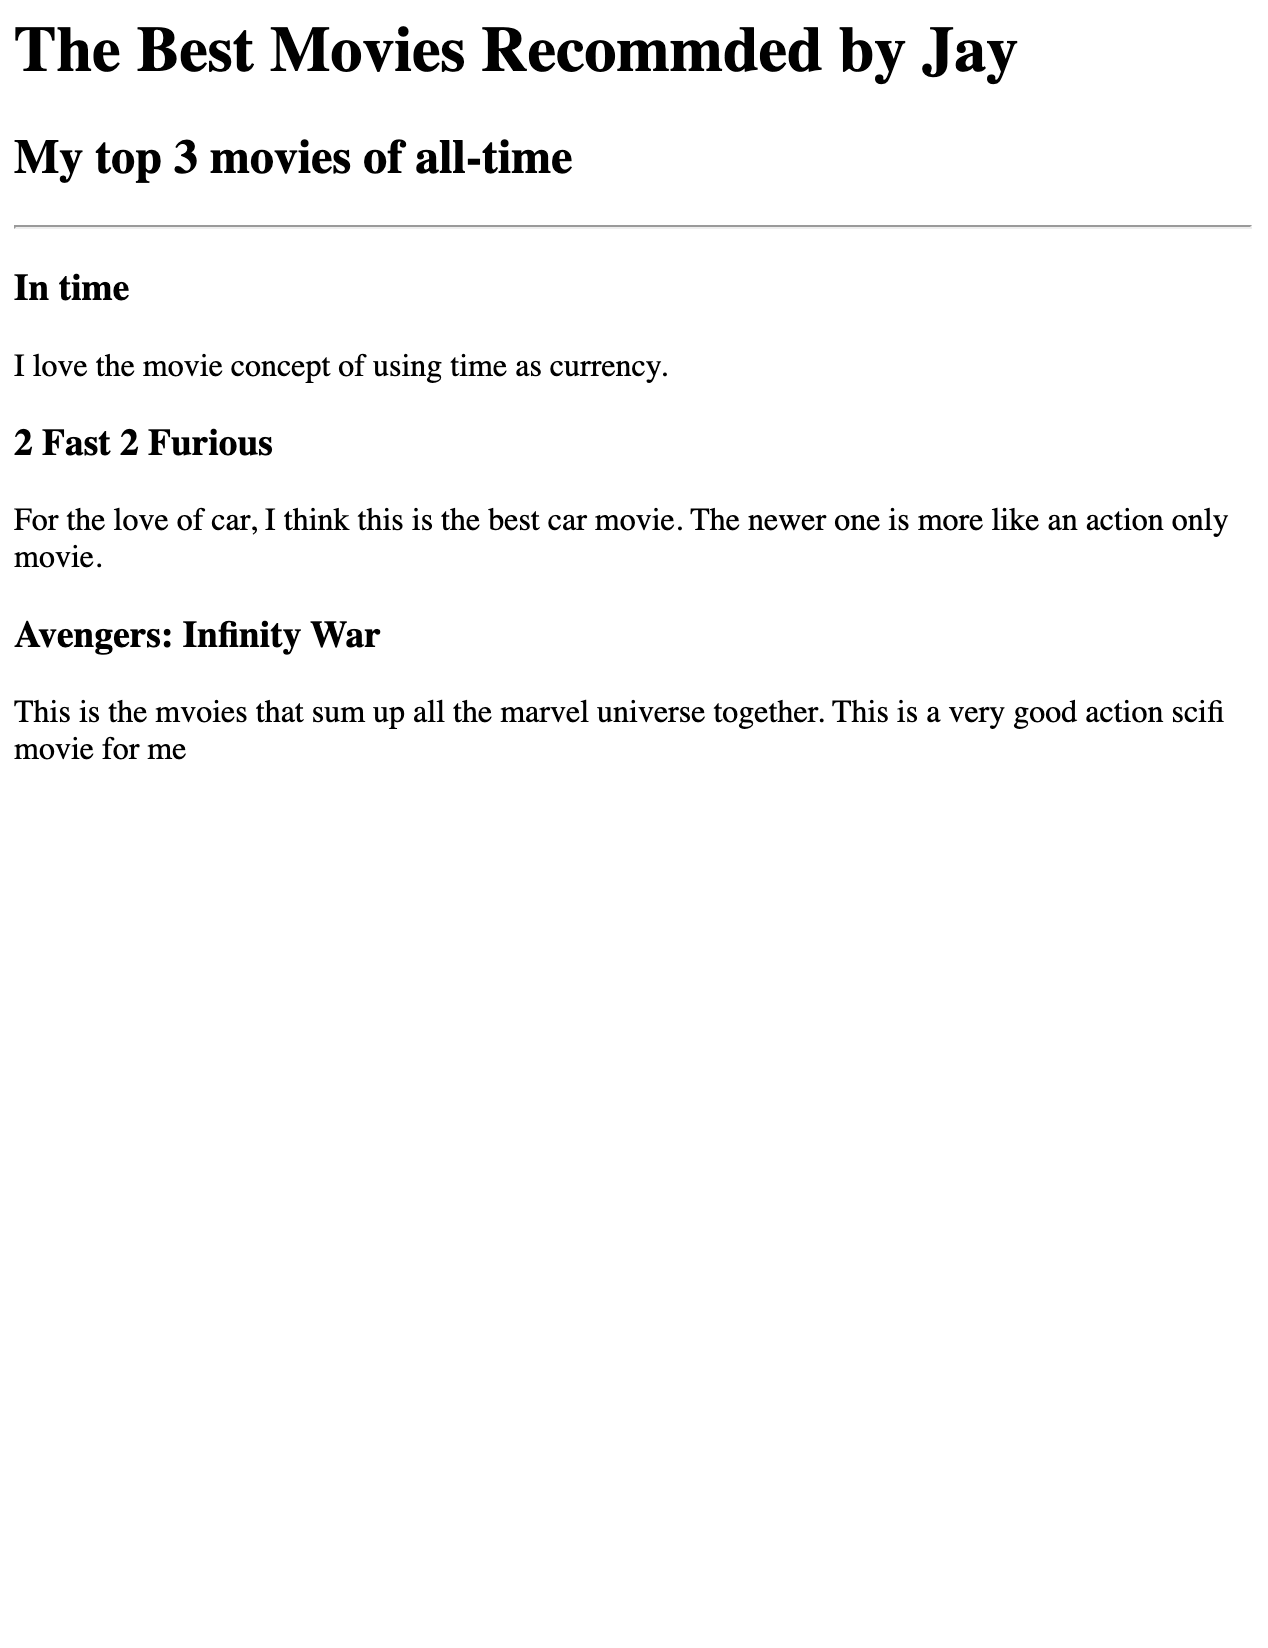 The Best Movies Recommded by Jay
My top 3 movies of all-time
In time
I love the movie concept of using time as currency.
2 Fast 2 Furious
For the love of car, I think this is the best car movie. The newer one is more like an action only
movie.
Avengers: Infinity War
This is the mvoies that sum up all the marvel universe together. This is a very good action scifi
movie for me